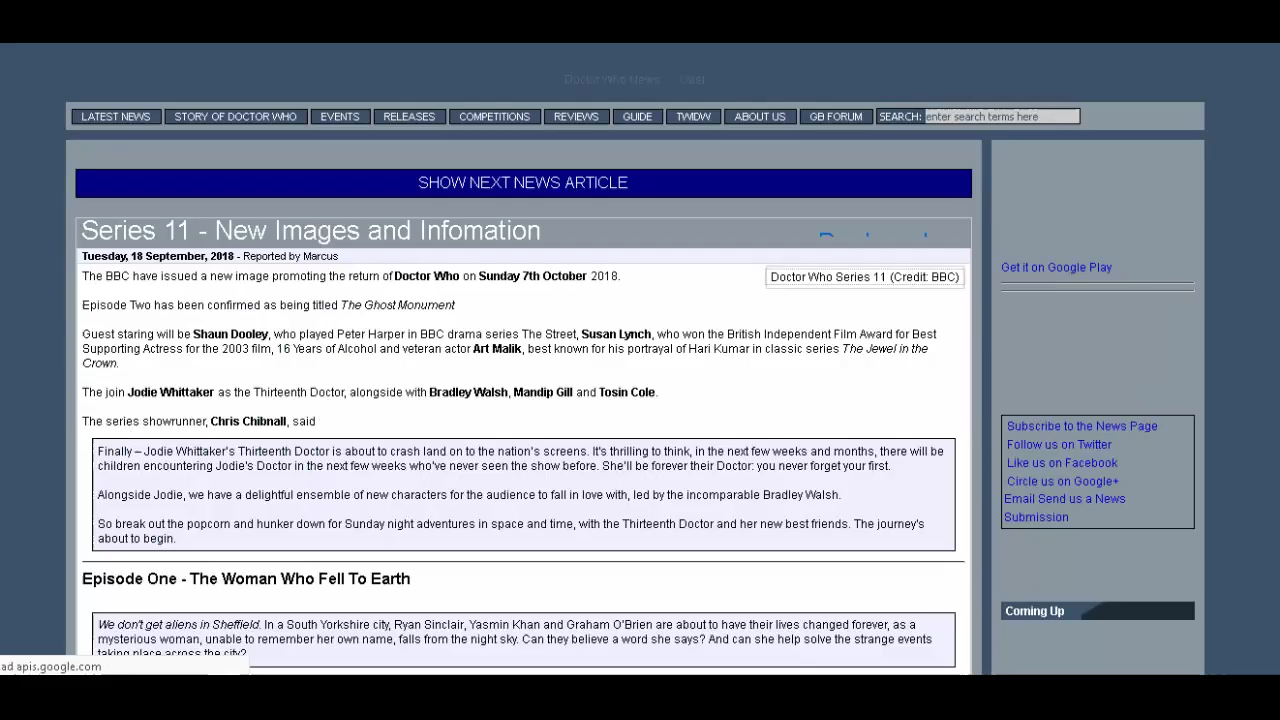 Doctor Who News Cast
LATEST NEWS STORY OF DOCTOR WHO EVENTS RELEASES COMPETITIONS REVIEWS GUIDE TWIDW ABOUT US GB FORUM SEARCH: enter search terms here
SHOW NEXT NEWS ARTICLE
Series 11 - New Images and Infomation
Tuesday, 18 September, 2018 - Reported by Marcus
The BBC have issued a new image promoting the return of Doctor Who on Sunday 7th October 2018.
Doctor Who Series 11 (Credit: BBC)
Episode Two has been confirmed as being titled The Ghost Monument
Guest staring will be Shaun Dooley, who played Peter Harper in BBC drama series The Street, Susan Lynch, who won the British Independent Film Award for Best
Supporting Actress for the 2003 film, 16 Years of Alcohol and veteran actor Art Malik, best known for his portrayal of Hari Kumar in classic series The Jewel in the
Crown.
The join Jodie Whittaker as the Thirteenth Doctor, alongside with Bradley Walsh, Mandip Gill and Tosin Cole.
The series showrunner, Chris Chibnall, said
Finally – Jodie Whittaker's Thirteenth Doctor is about to crash land on to the nation's screens. It's thrilling to think, in the next few weeks and months, there will be
children encountering Jodie's Doctor in the next few weeks who've never seen the show before. She'll be forever their Doctor: you never forget your first.
Alongside Jodie, we have a delightful ensemble of new characters for the audience to fall in love with, led by the incomparable Bradley Walsh.
So break out the popcorn and hunker down for Sunday night adventures in space and time, with the Thirteenth Doctor and her new best friends. The journey's
about to begin.
Episode One - The Woman Who Fell To Earth
We don't get aliens in Sheffield. In a South Yorkshire city, Ryan Sinclair, Yasmin Khan and Graham O'Brien are about to have their lives changed forever, as a
mysterious woman, unable to remember her own name, falls from the night sky. Can they believe a word she says? And can she help solve the strange events
taking place across the city?
ad apis.google.com
Get it on Google Play
Subscribe to the News Page
Follow us on Twitter
Like us on Facebook
Circle us on Google+
Email Send us a News
Submission
Coming Up